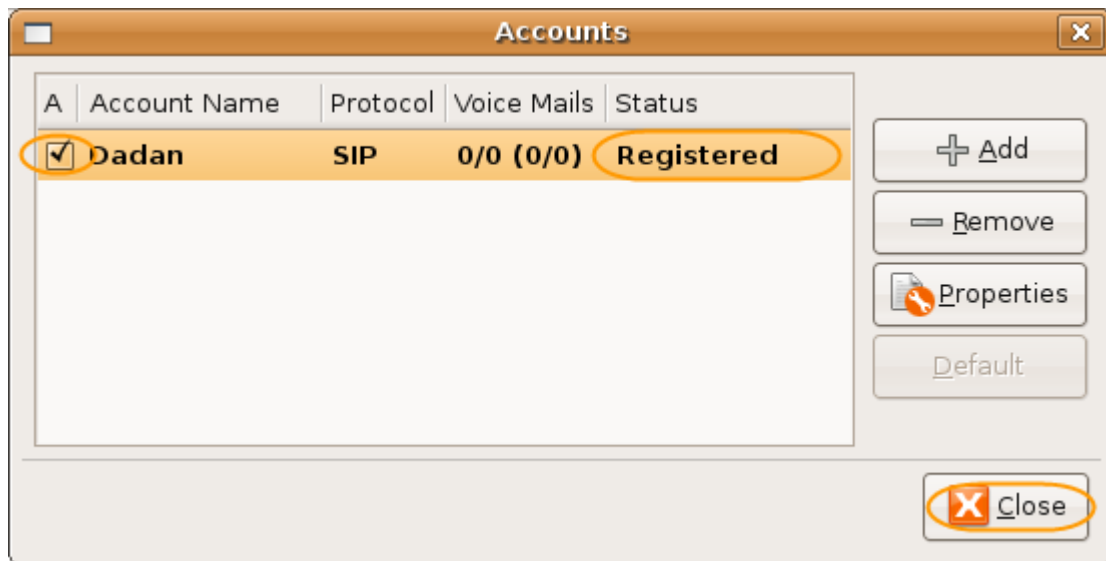 Accounts
A Account Name Protocol Voice Mails Status
Dadan SIP 0/0 (0/0) Registered
Add
Remove
Properties
Default
Close